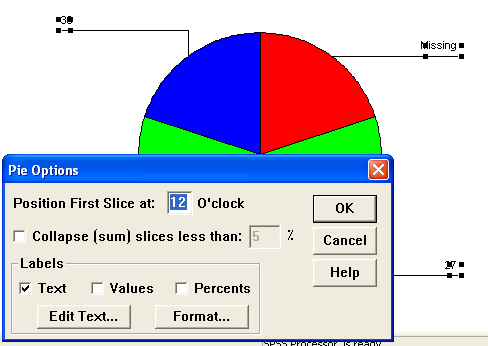 39
Missing
Pie Options
Position First Slice at: 12 O'clock
OK
Collapse (sum) slices less than: 5 %
Cancel
Labels
Help
27
Text Values Percents
Edit Text... Format...
SPSS Processor is ready